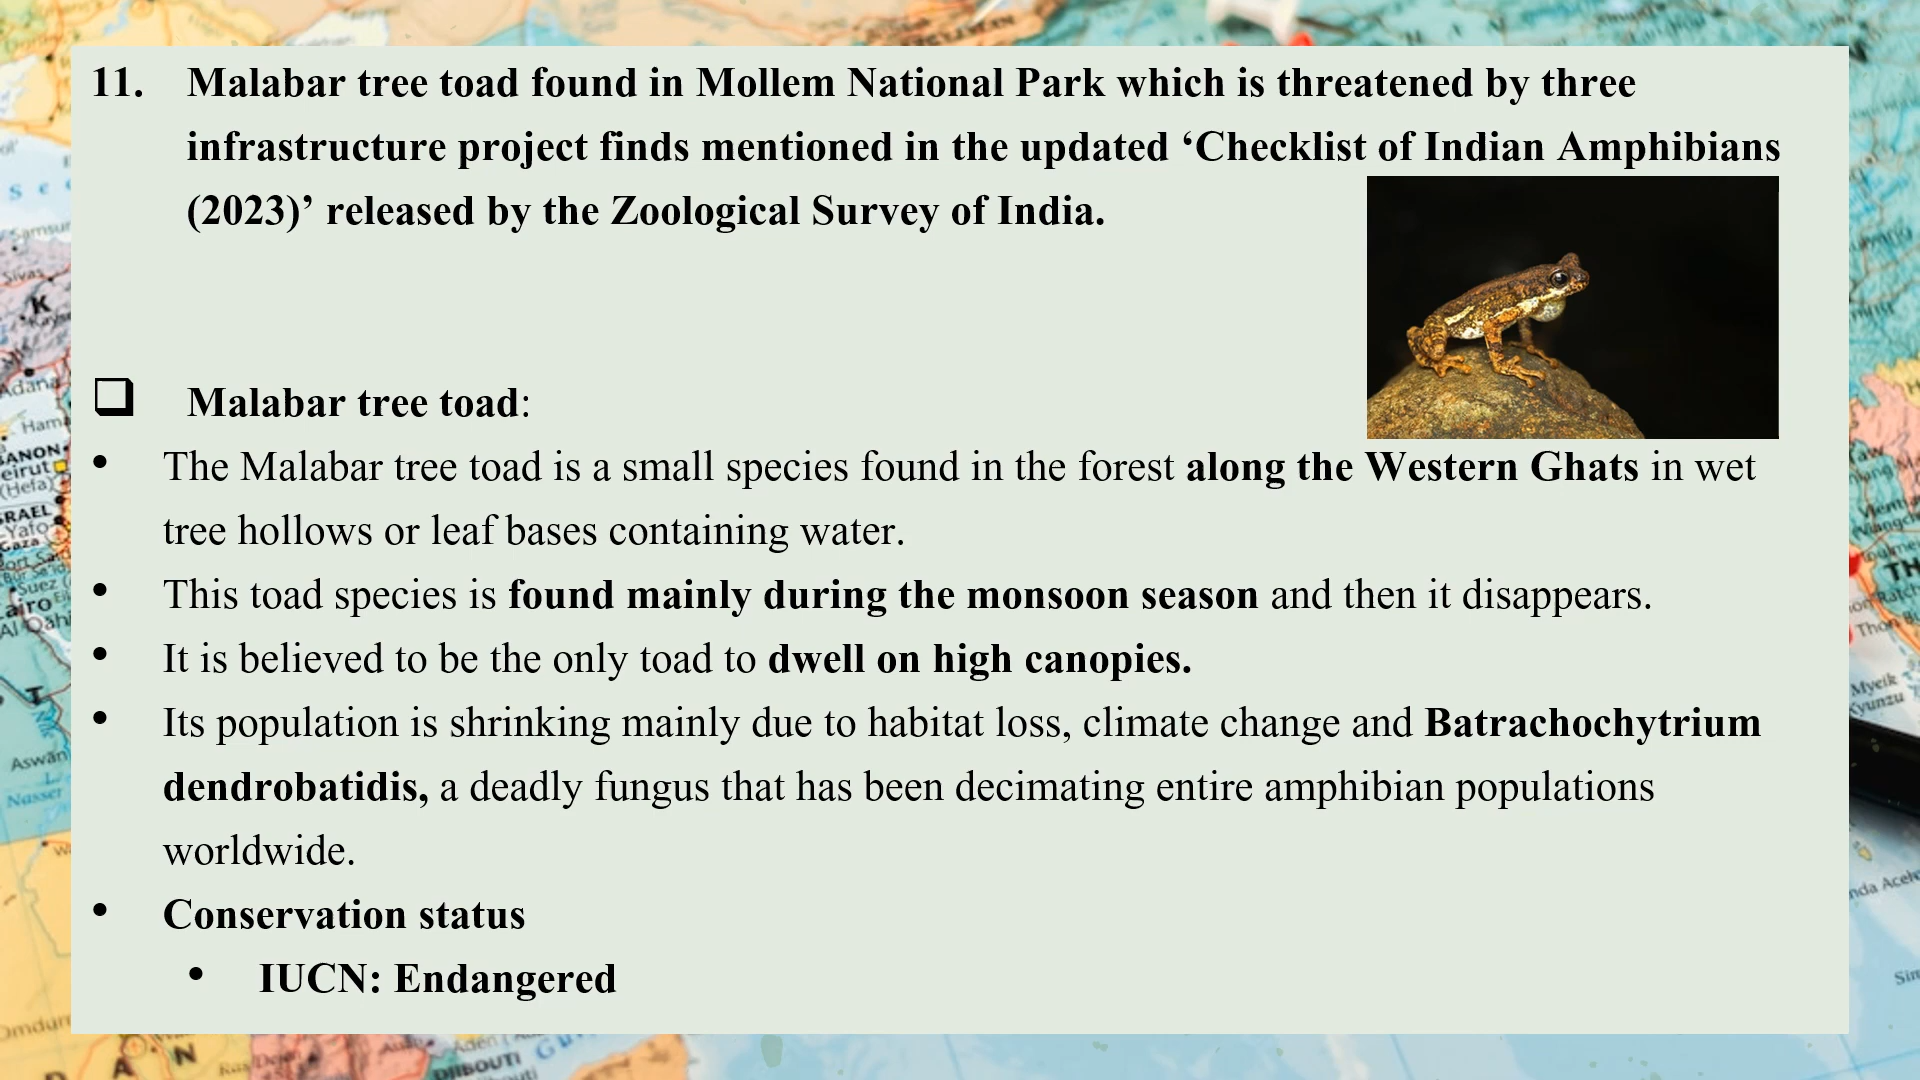 11. Malabar tree toad found in Mollem National Park which is threatened by three
infrastructure project finds mentioned in the updated ‘Checklist of Indian Amphibians
(2023)’ released by the Zoological Survey of India.
❑ Malabar tree toad:
• The Malabar tree toad is a small species found in the forest along the Western Ghats in wet
tree hollows or leaf bases containing water.
• This toad species is found mainly during the monsoon season and then it disappears.
• It is believed to be the only toad to dwell on high canopies.
• Its population is shrinking mainly due to habitat loss, climate change and Batrachochytrium
dendrobatidis, a deadly fungus that has been decimating entire amphibian populations
worldwide.
• Conservation status
• IUCN: Endangered